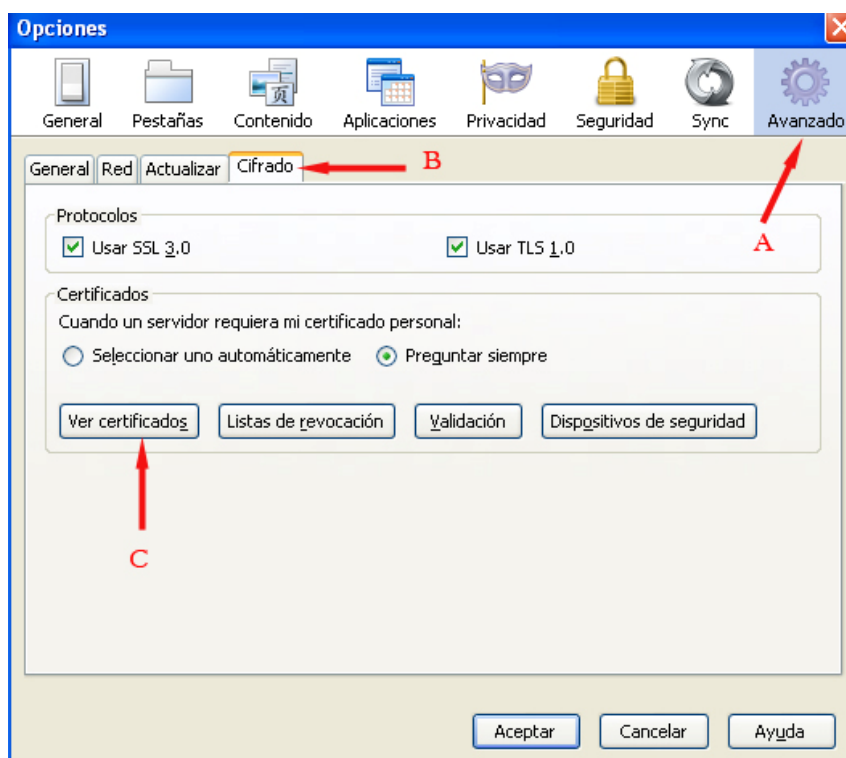 Opciones
页
General Pestañas Contenido Aplicaciones Privacidad Seguridad Sync Avanzado
General Red Actualizar Cifrado B
A
Protocolos
Usar SSL 3.0 Usar TLS 1.0
Certificados
Cuando un servidor requiera mi certificado personal:
Seleccionar uno automáticamente Preguntar siempre
Ver certificados Listas de revocación Validación Dispositivos de seguridad
C
Aceptar Cancelar Ayuda